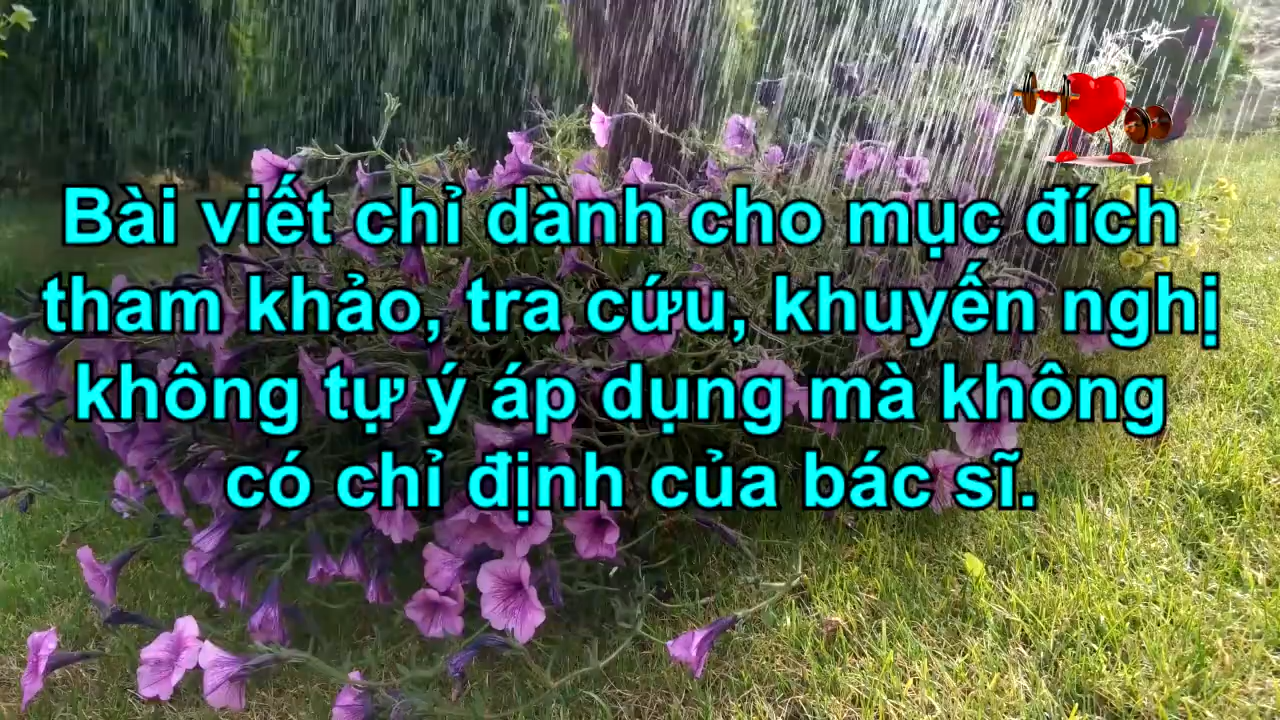 Bài viết chỉ dành cho mục đích
tham khảo, tra cứu, khuyến nghị
không tự ý áp dụng mà không
có chỉ định của bác sĩ.